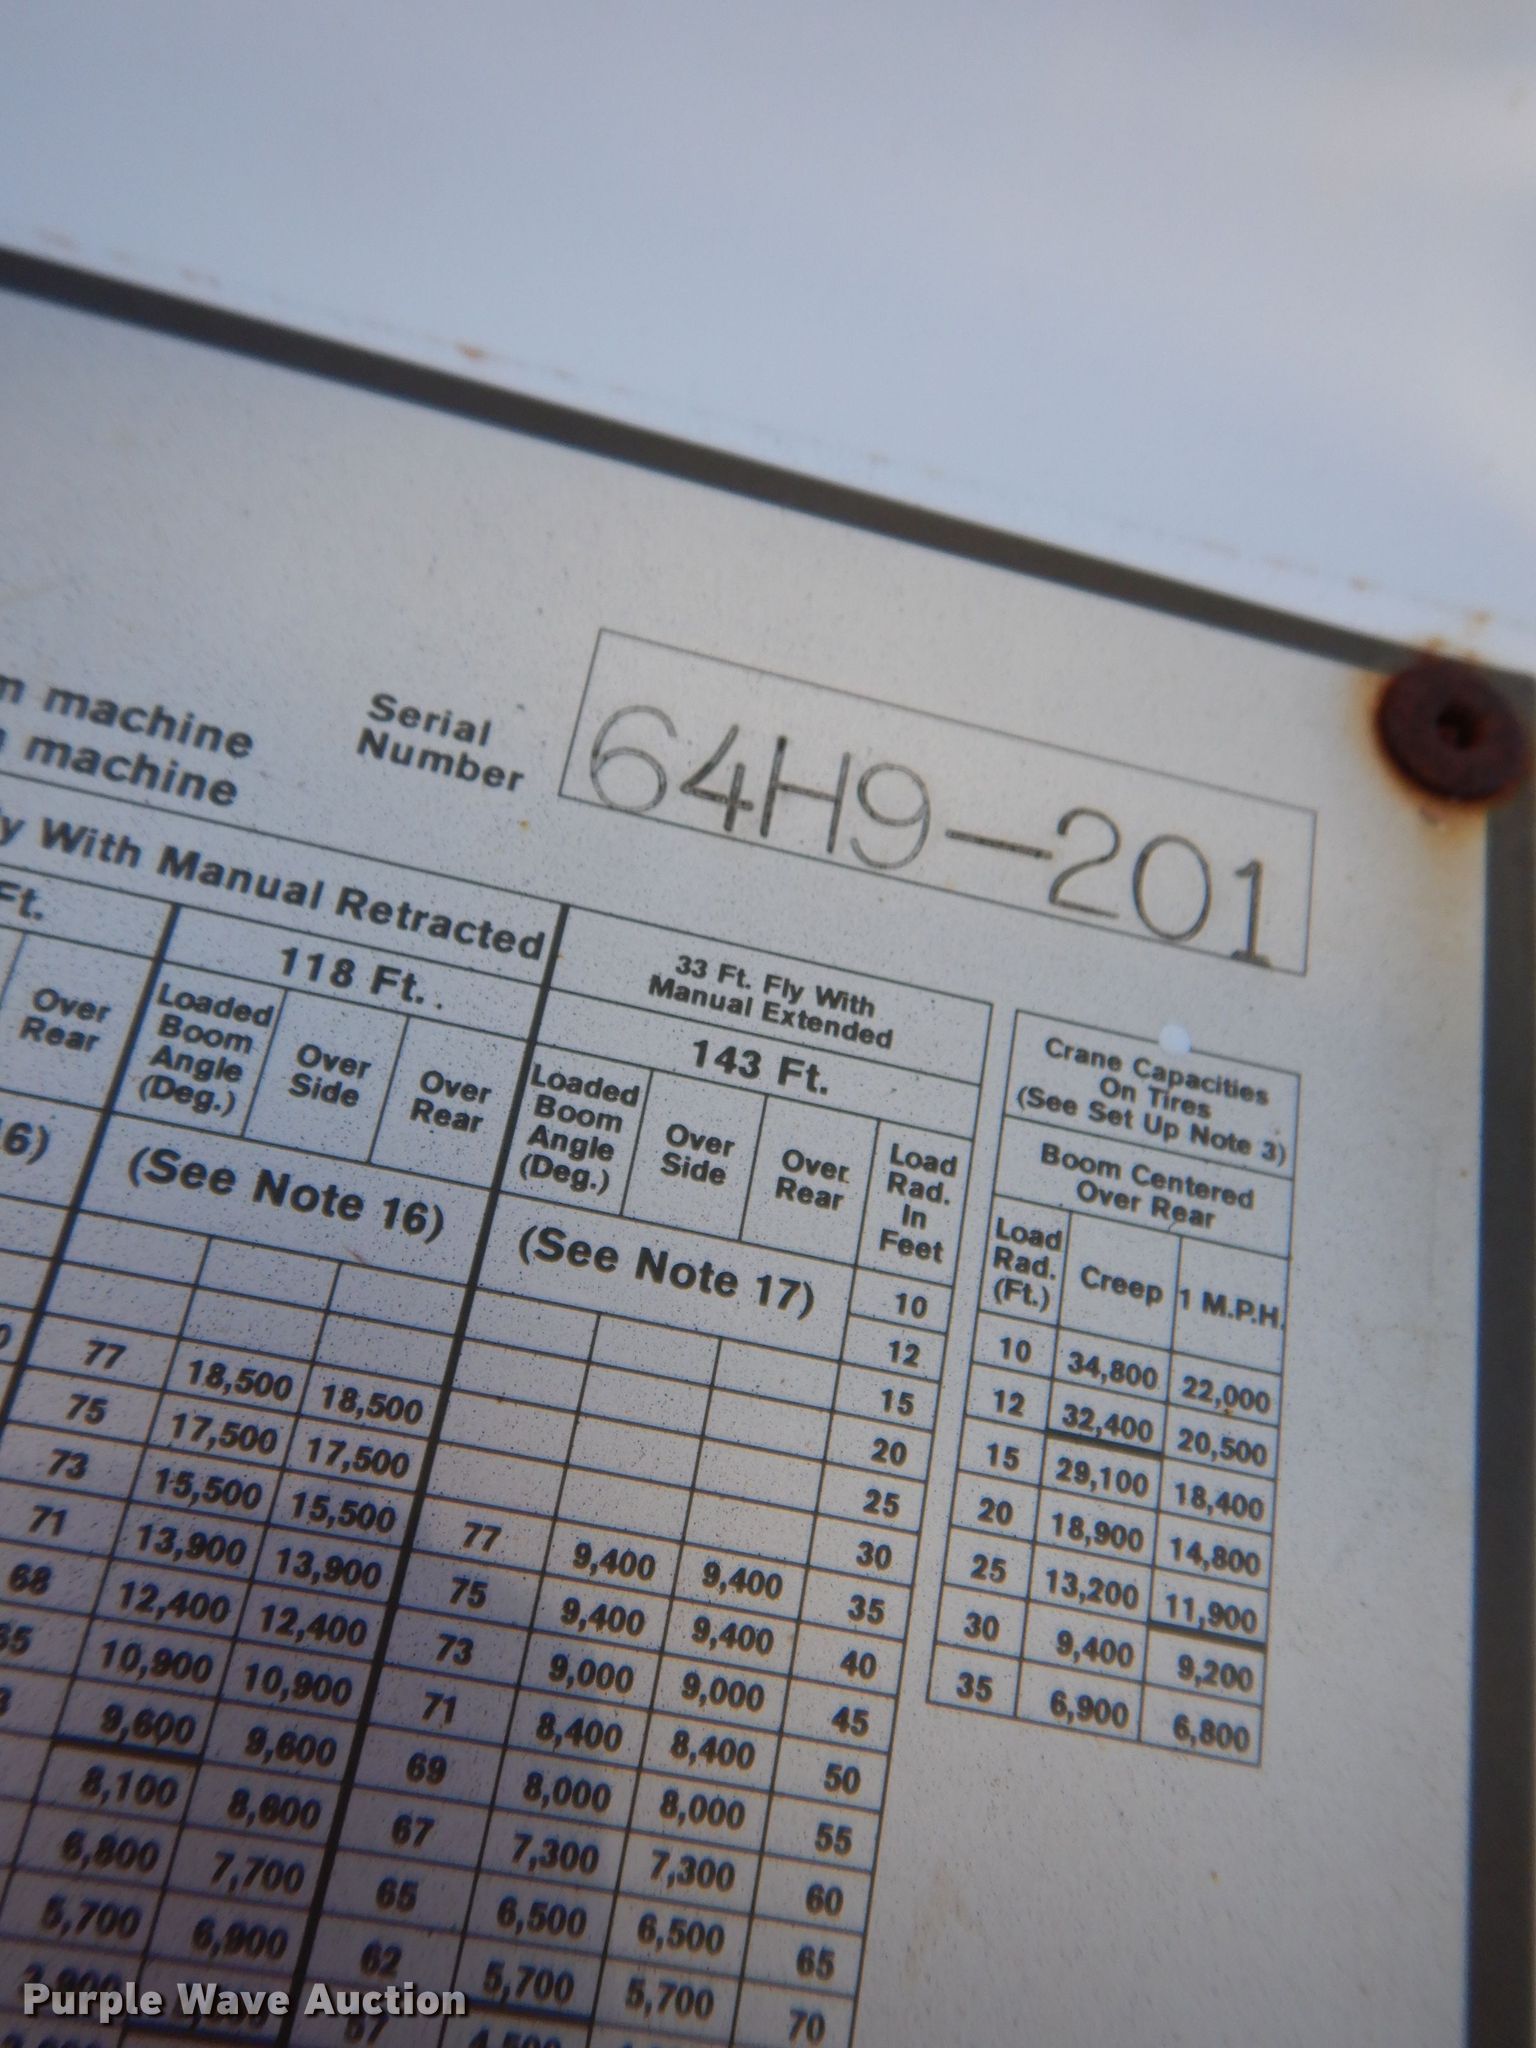 machine
machine
Serial
Number
64H9-201
With Manual Retracted
Ft.
118 Ft.
33 Ft. Fly With
Manual Extended
143 Ft.
Crane Capacities
On Tires
(See Set Up Note 3)
Boom Centered
Over Rear
Over
Rear
Loaded
Boom
Angle
(Deg.)
Over
Side
Over
Rear
Loaded
Boom
Angle
(Deg.)
Over
Side
Over
Rear
Load
Rad.
In
Feet
Load
Rad.
(Ft.)
Creep
1 M.P.H.
(See Note 16)
(See Note 17)
10
12
15
20
25
77 18,500 18,500
75 17,500 17,500
73 15,500 15,500
71 13,900 13,900
68 12,400 12,400
10,900 10,900
9,600 9,600
8,100 8,600
6,800 7,700
5,700 6,900
77 9,400 9,400 30
75 9,400 9,400 35
73 9,000 9,000 40
71 8,400 8,400 45
69 8,000 8,000 50
67 7,300 7,300 55
65 6,500 6,500 60
62 5,700 5,700 65
70
10 34,800 22,000
12 32,400 20,500
15 29,100 18,400
20 18,900 14,800
25 13,200 11,900
30 9,400 9,200
35 6,900 6,800
Purple Wave Auction